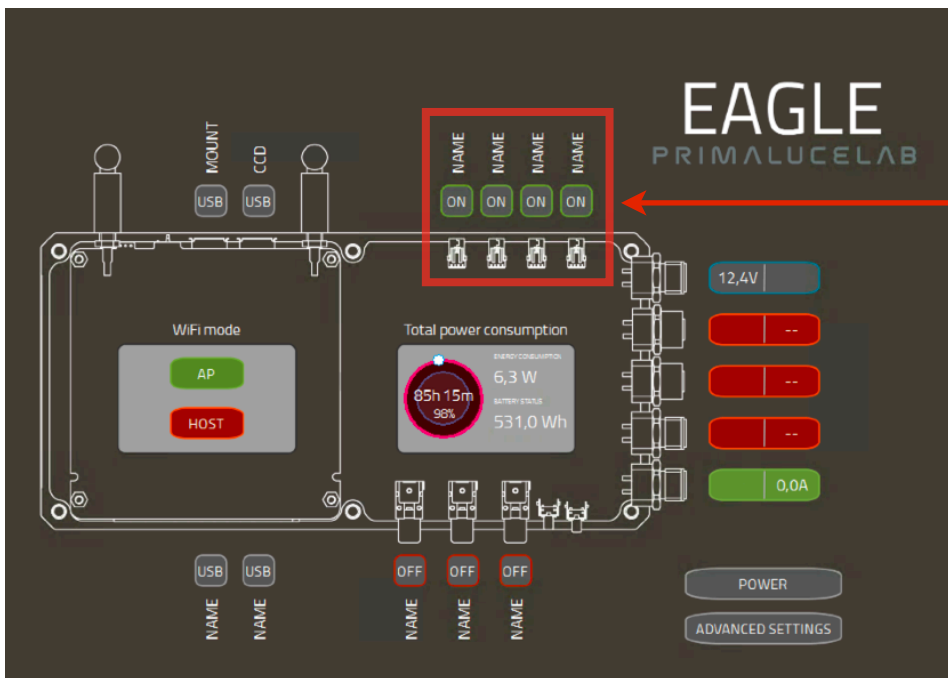 EAGLE
PRIMALUCELAB
MOUNT
CCD
NAME
NAME
NAME
NAME
USB
USB
ON
ON
ON
ON
12,4V
--
--
--
0,0A
WiFi mode
AP
HOST
Total power consumption
ENERGY CONSUMPTION
6,3 W
85h 15m
98%
BATTERY STATUS
531,0 Wh
USB
USB
OFF
OFF
OFF
NAME
NAME
NAME
NAME
NAME
POWER
ADVANCED SETTINGS